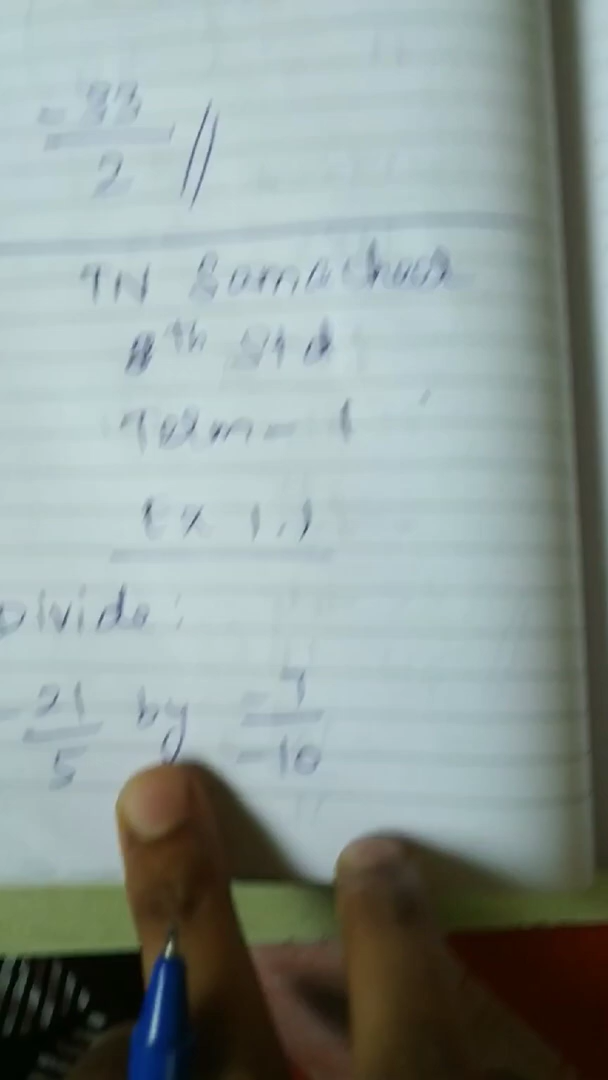 -33
2 //
TN Samacheer
8th Std
Term - 1
Ex 1.1
Divide:
-21/5 by -7/-10